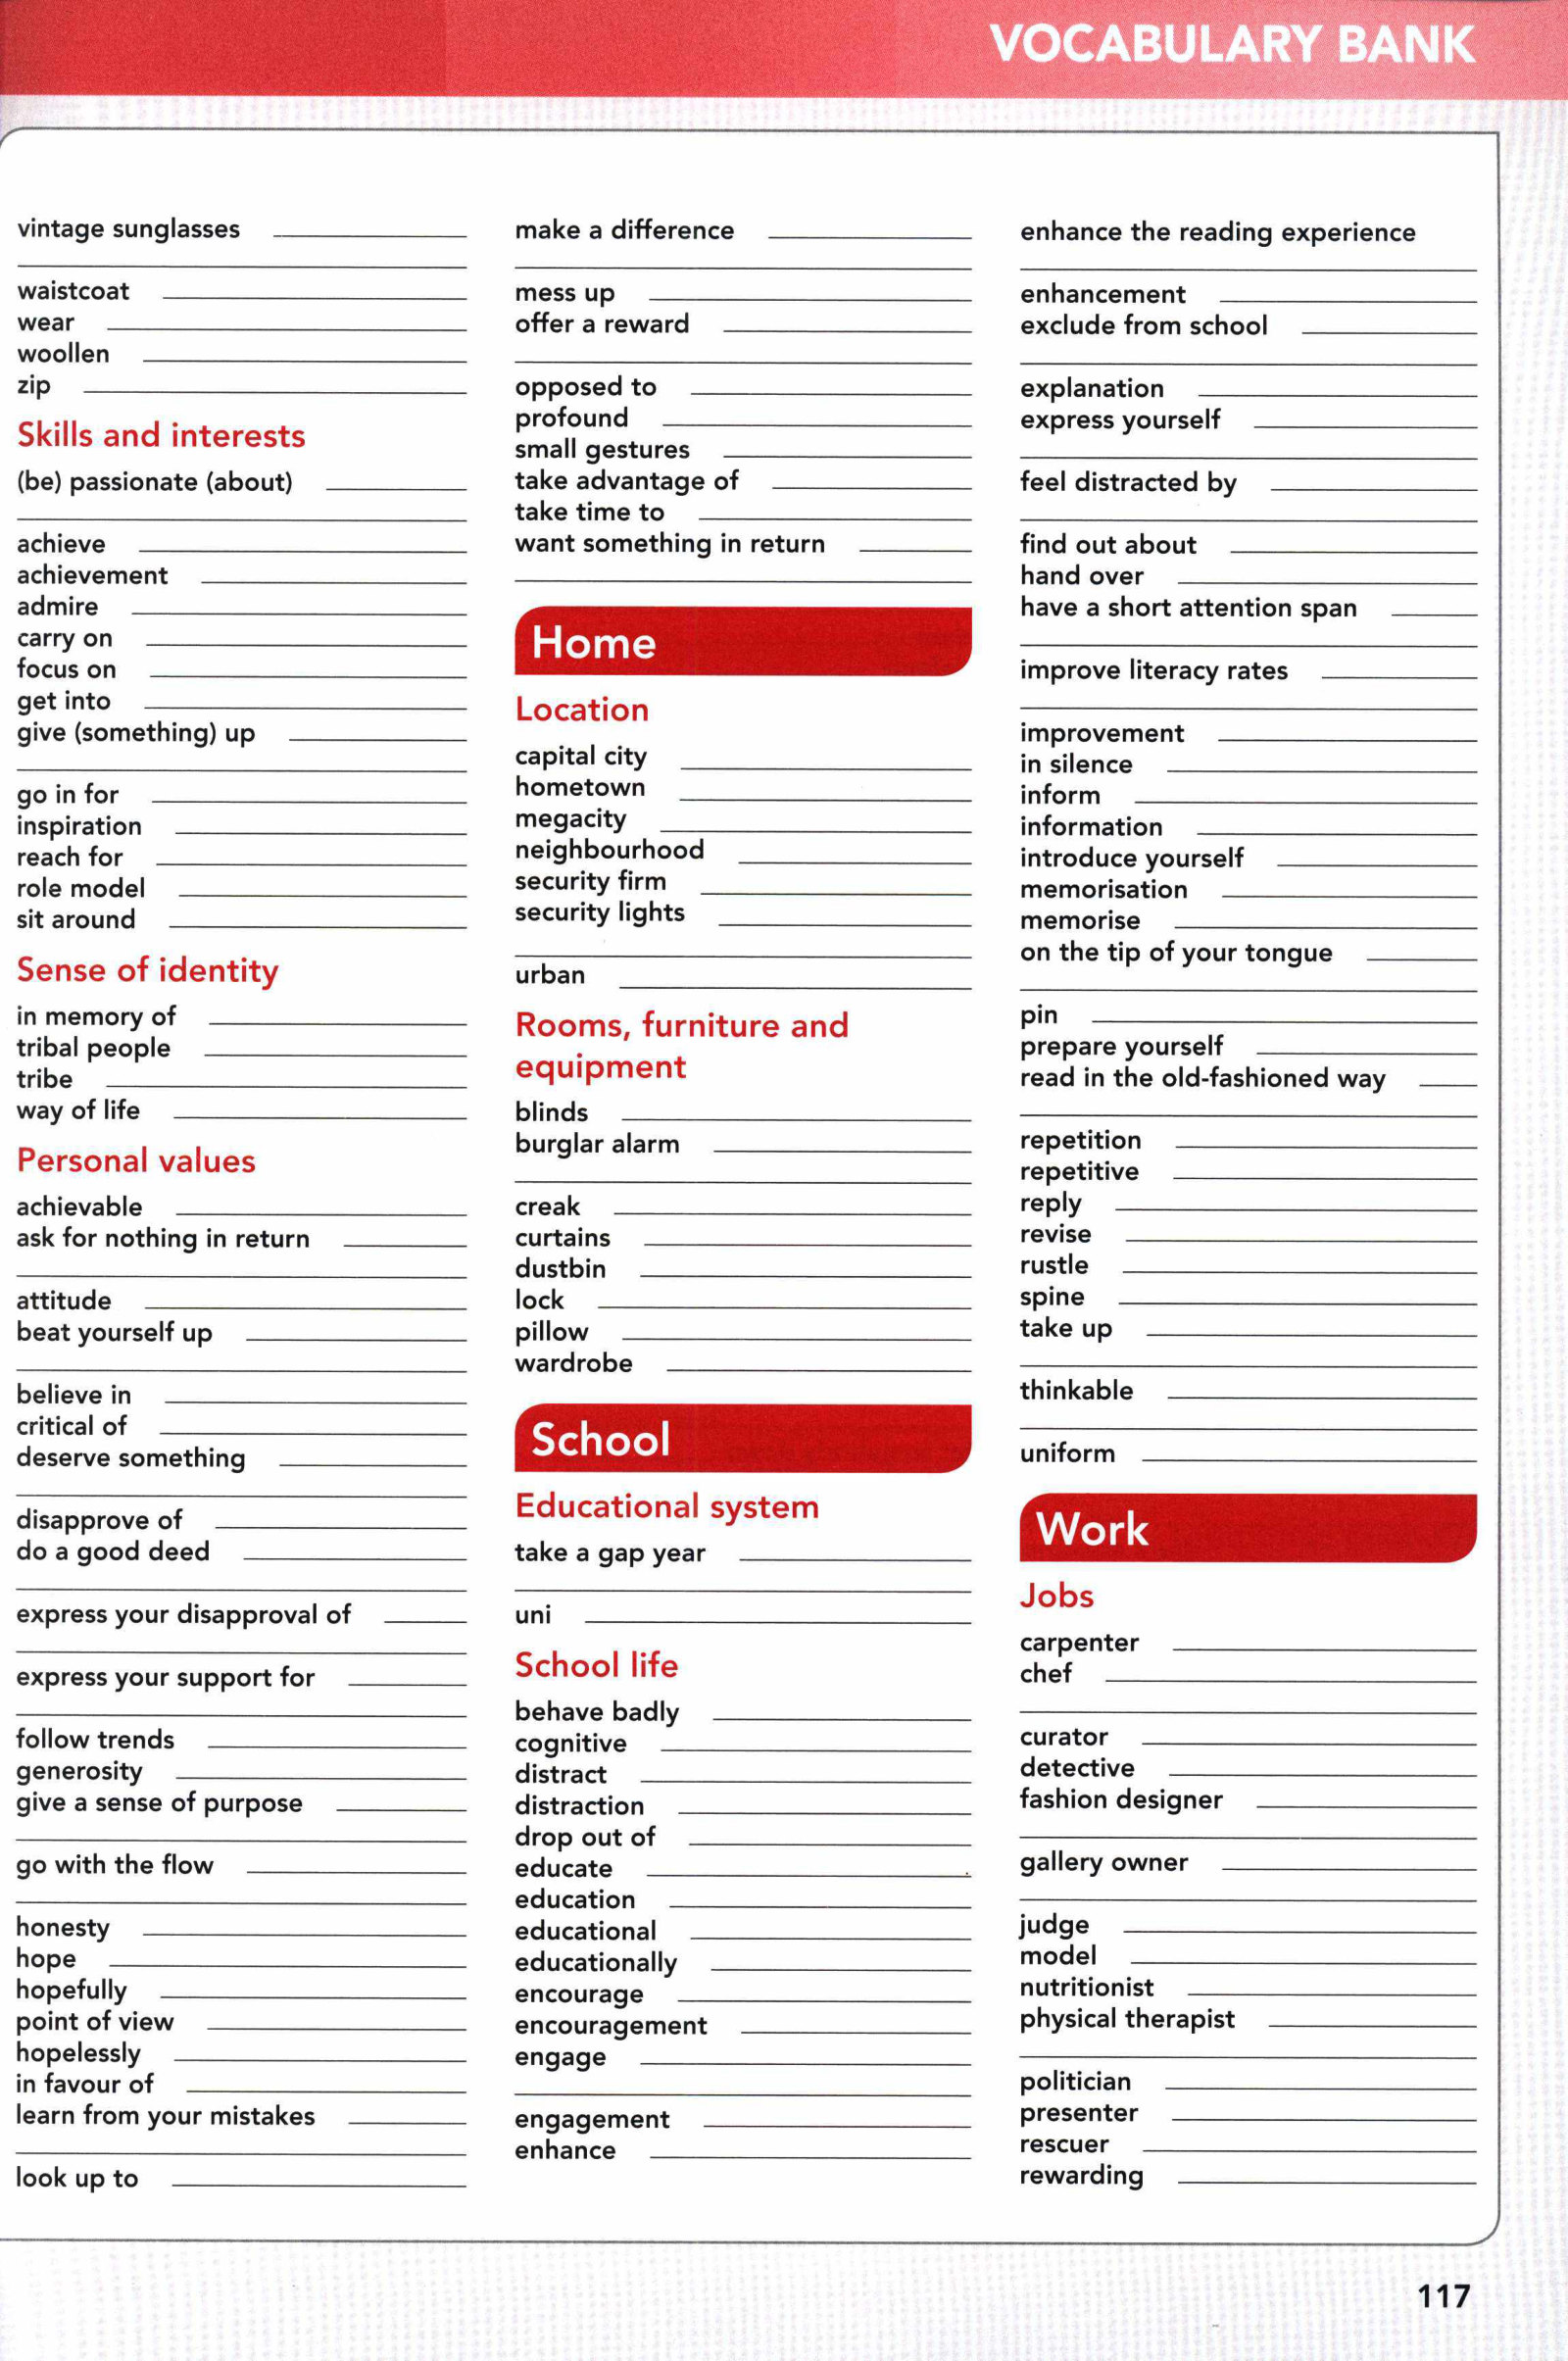 VOCABULARY BANK
vintage sunglasses
waistcoat
wear
woollen
zip
Skills and interests
(be) passionate (about)
achieve
achievement
admire
carry on
focus on
get into
give (something) up
go in for
inspiration
reach for
role model
sit around
Sense of identity
in memory of
tribal people
tribe
way of life
Personal values
achievable
ask for nothing in return
attitude
beat yourself up
believe in
critical of
deserve something
disapprove of
do a good deed
express your disapproval of
express your support for
follow trends
generosity
give a sense of purpose
go with the flow
honesty
hope
hopefully
point of view
hopelessly
in favour of
learn from your mistakes
look up to
make a difference
mess up
offer a reward
opposed to
profound
small gestures
take advantage of
take time to
want something in return
Home
Location
capital city
hometown
megacity
neighbourhood
security firm
security lights
urban
Rooms, furniture and
equipment
blinds
burglar alarm
creak
curtains
dustbin
lock
pillow
wardrobe
School
Educational system
take a gap year
uni
School life
behave badly
cognitive
distract
distraction
drop out of
educate
education
educational
educationally
encourage
encouragement
engage
engagement
enhance
enhance the reading experience
enhancement
exclude from school
explanation
express yourself
feel distracted by
find out about
hand over
have a short attention span
improve literacy rates
improvement
in silence
inform
information
introduce yourself
memorisation
memorise
on the tip of your tongue
pin
prepare yourself
read in the old-fashioned way
repetition
repetitive
reply
revise
rustle
spine
take up
thinkable
uniform
Work
Jobs
carpenter
chef
curator
detective
fashion designer
gallery owner
judge
model
nutritionist
physical therapist
politician
presenter
rescuer
rewarding
117